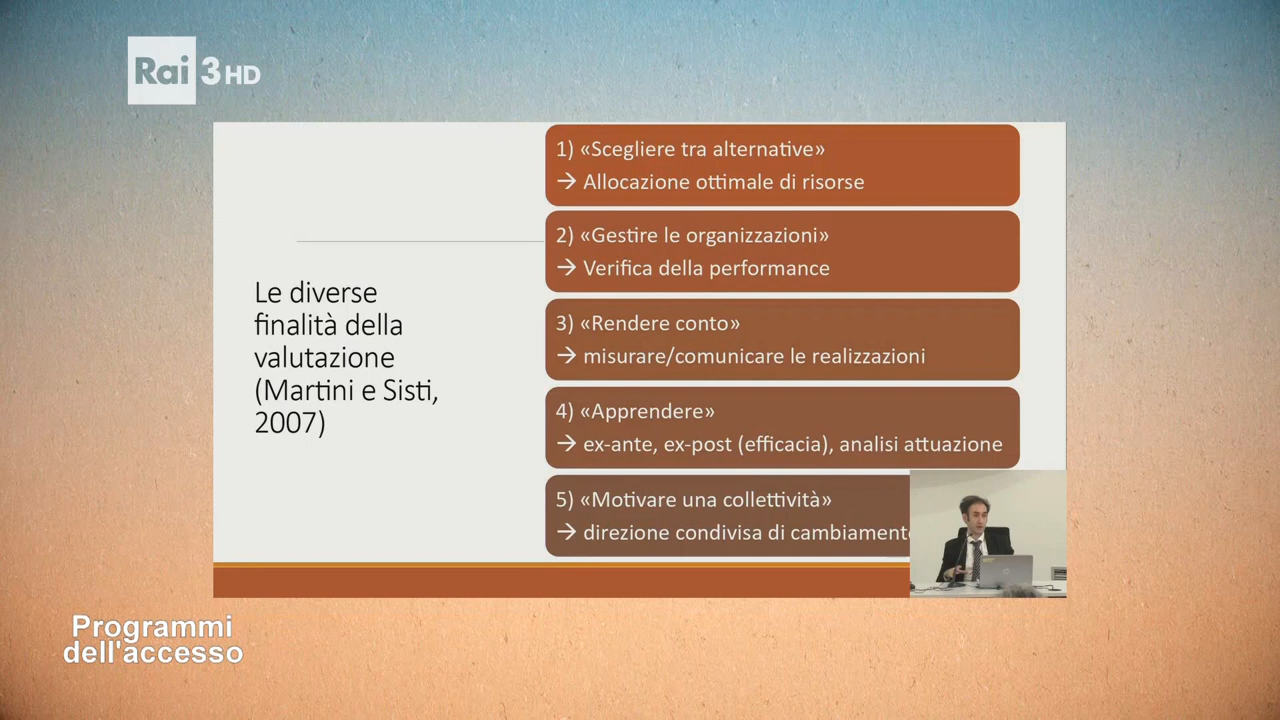 Rai 3 HD
Le diverse
finalità della
valutazione
(Martini e Sisti,
2007)
1) «Scegliere tra alternative»
→ Allocazione ottimale di risorse
2) «Gestire le organizzazioni»
→ Verifica della performance
3) «Rendere conto»
→ misurare/comunicare le realizzazioni
4) «Apprendere»
→ ex-ante, ex-post (efficacia), analisi attuazione
5) «Motivare una collettività»
→ direzione condivisa di
Programmi
dell'accesso